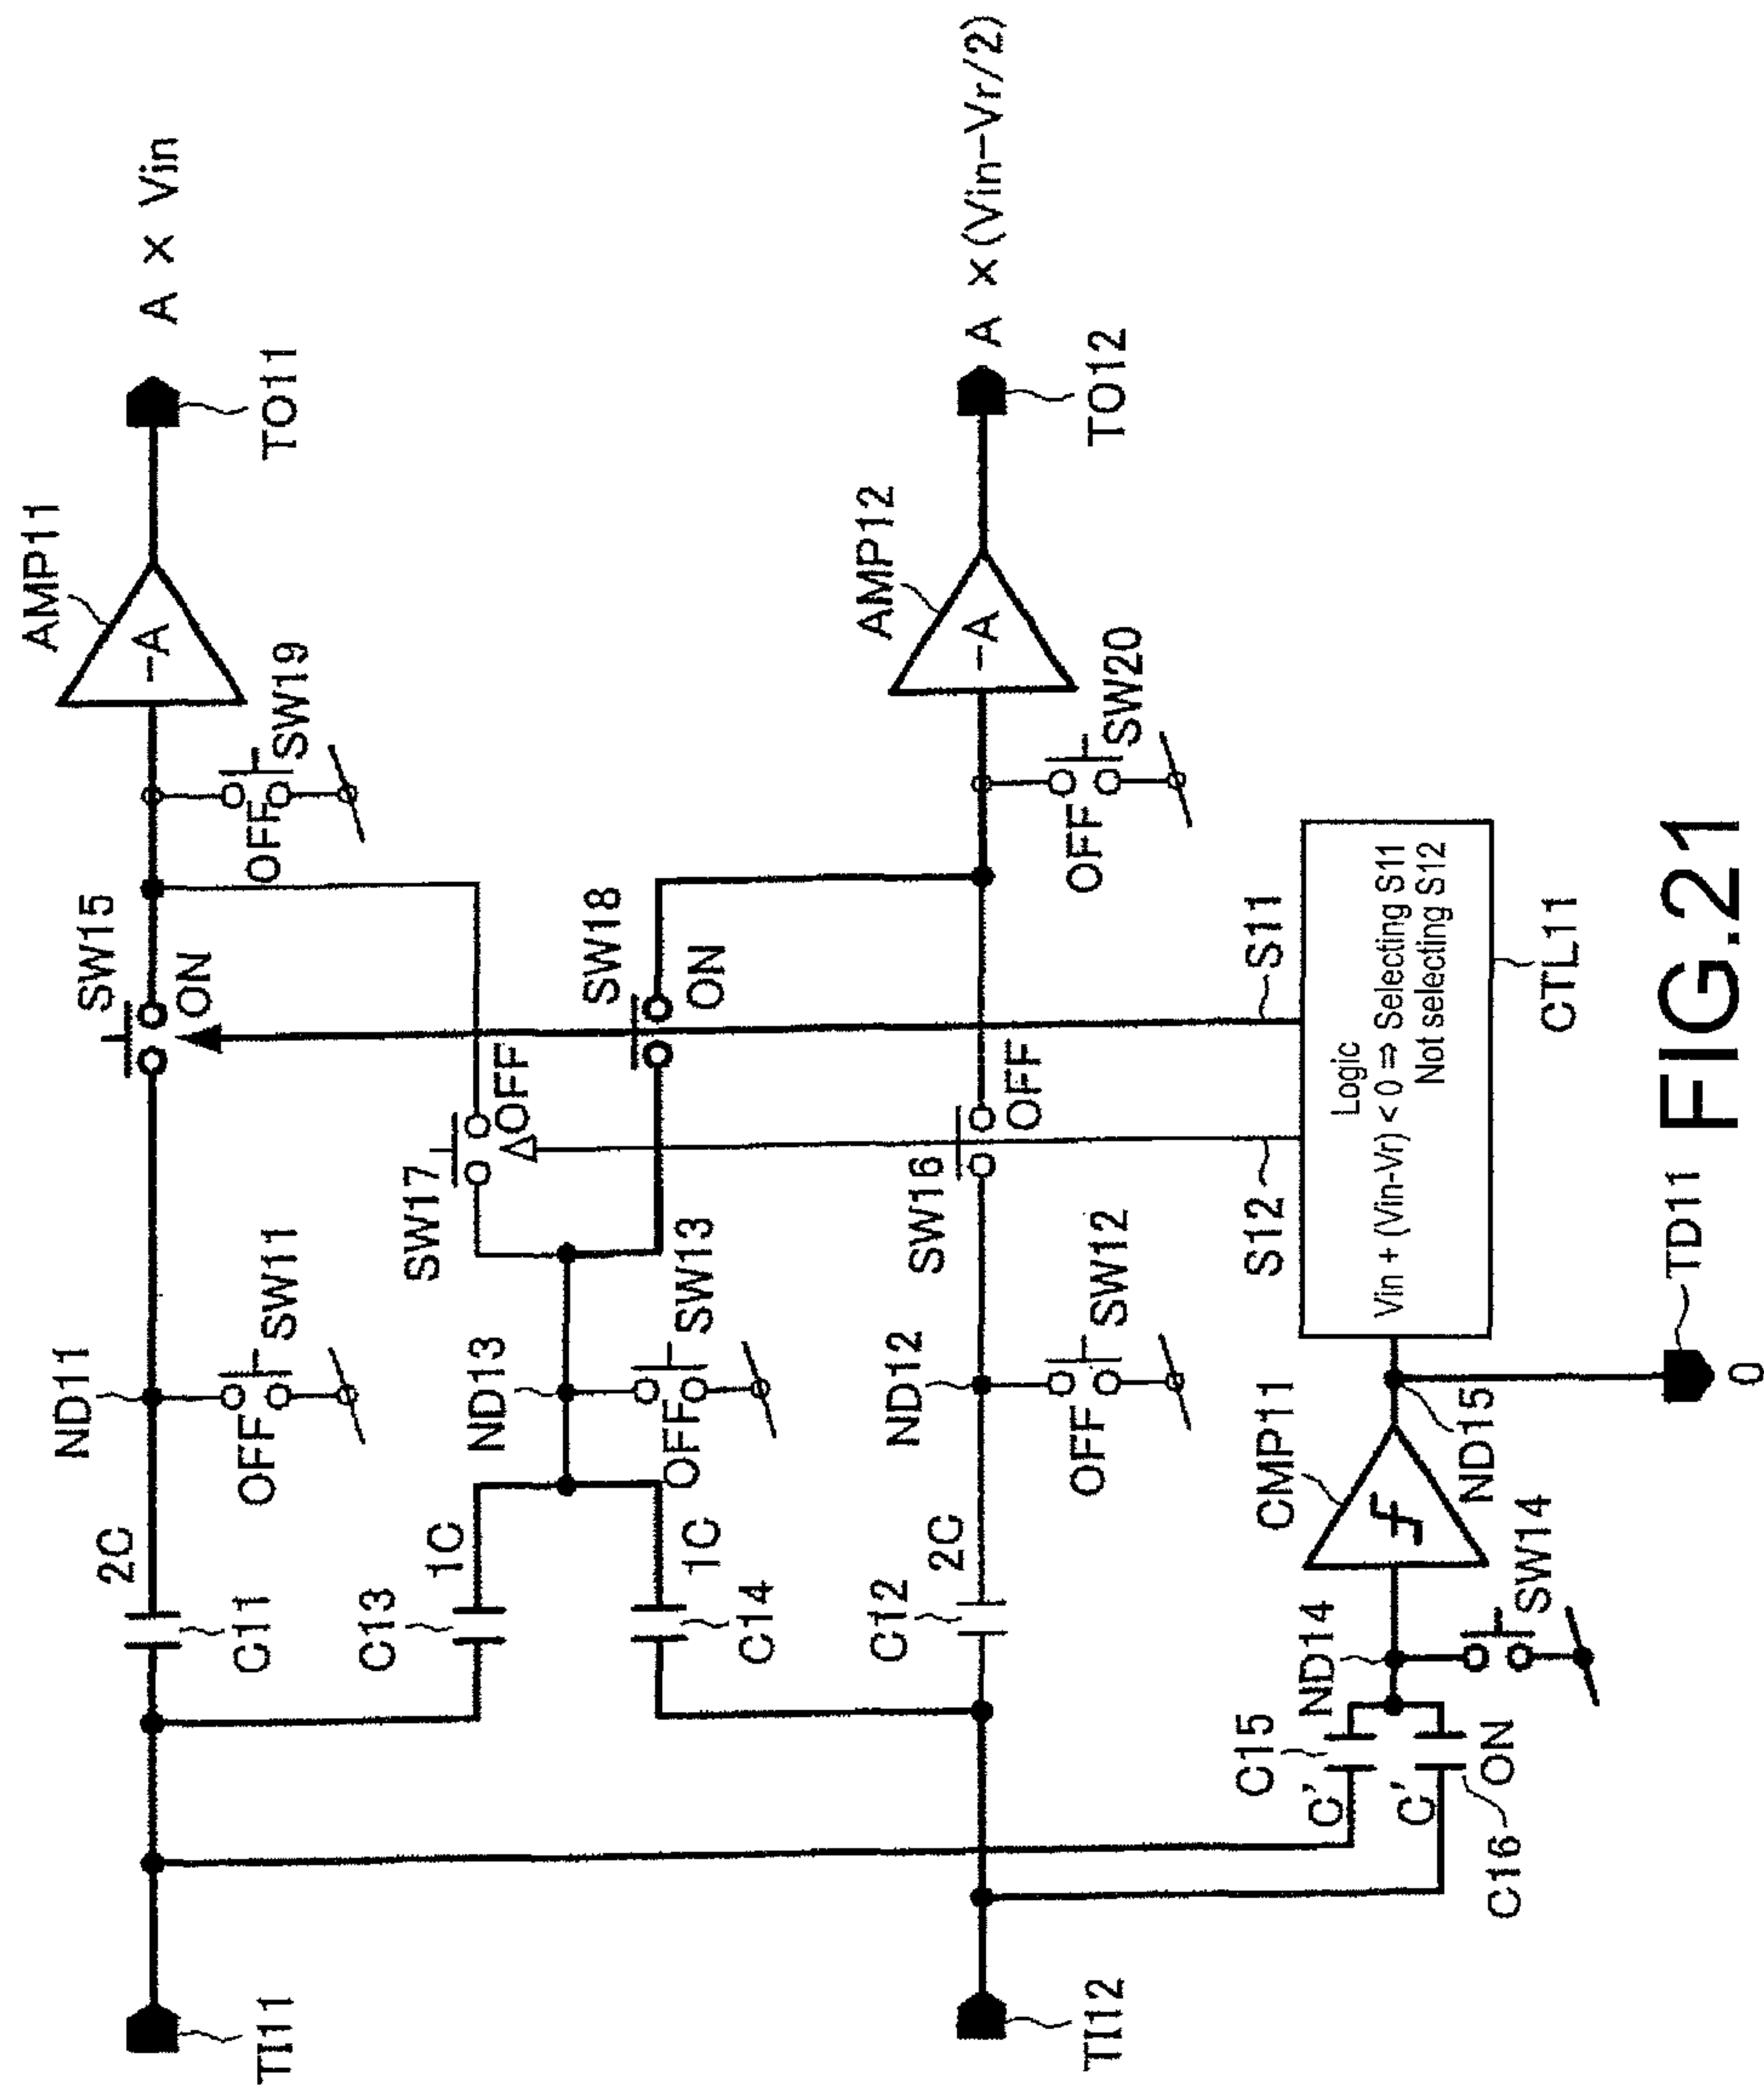 TI11
TI12
2C
C11
C13
1C
1C
C14
C12
2C
ND11
SW11
OFF
ND13
SW13
OFF
ND12
SW12
OFF
SW15
ON
SW17
OFF
SW18
ON
SW16
OFF
SW19
OFF
SW20
OFF
AMP11
-A
AMP12
-A
TO11
A × Vin
TO12
A ×(Vin-Vr/2)
C15
C'
C'
C16
ON
ND14
SW14
CMP11
ND15
TD11
0
S12
S11
Logic
Vin + (Vin-Vr) < 0 ⇒ Selecting S11
Not selecting S12
CTL11
FIG.21